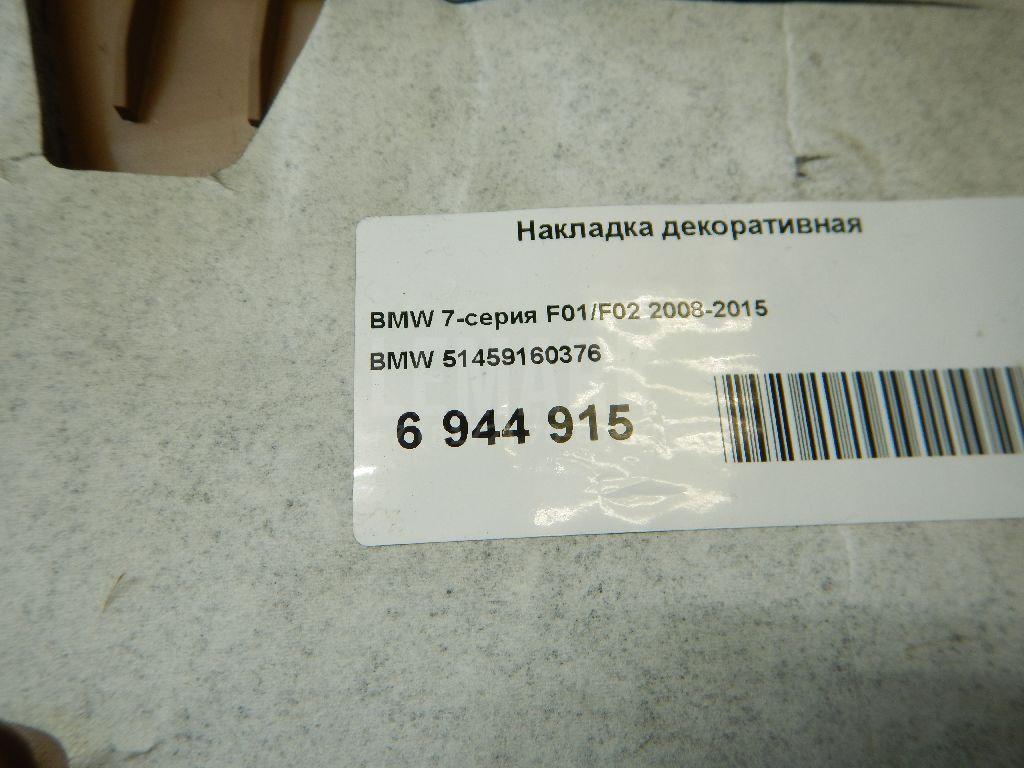 Накладка декоративная
BMW 7-серия F01/F02 2008-2015
BMW 51459160376
6 944 915